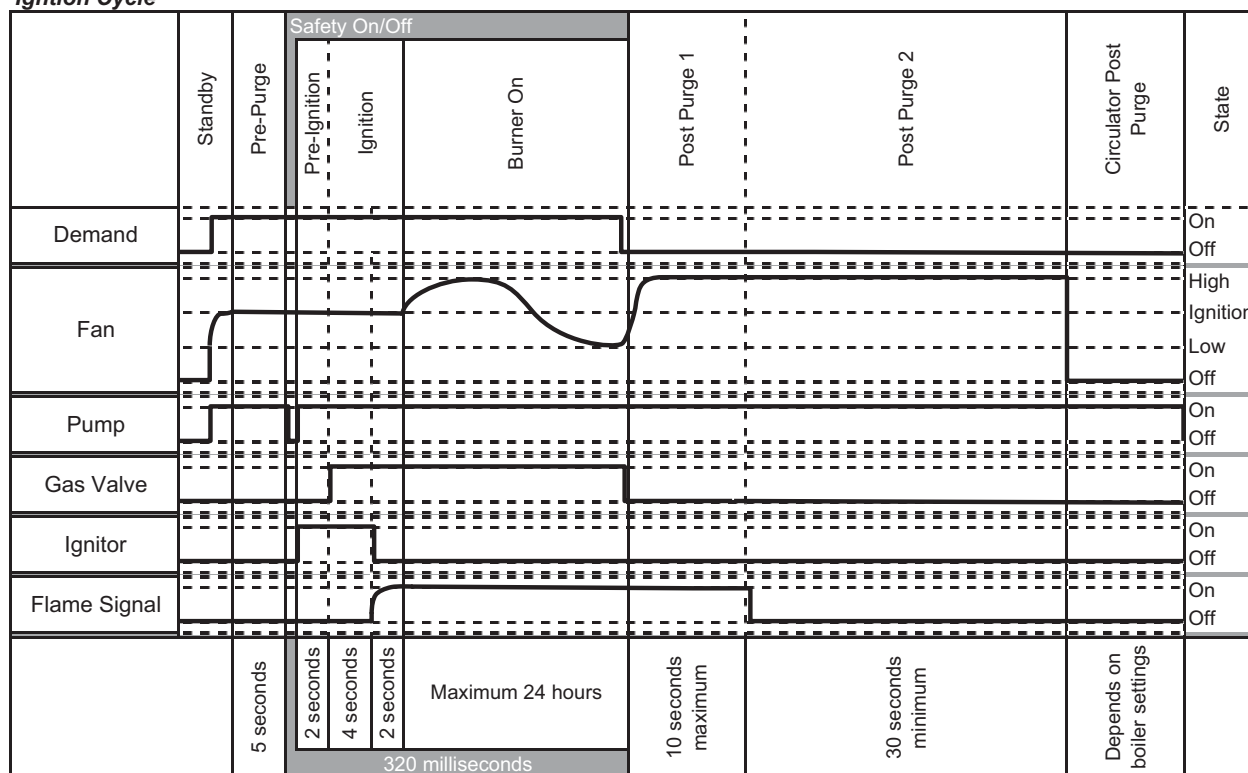 Ignition Cycle
Safety On/Off
Standby
Pre-Purge
Pre-Ignition
Ignition
Burner On
Post Purge 1
Post Purge 2
Circulator Post
Purge
State
Demand
On
Off
Fan
High
Ignition
Low
Off
Pump
On
Off
Gas Valve
On
Off
Ignitor
On
Off
Flame Signal
On
Off
5 seconds
2 seconds
4 seconds
2 seconds
Maximum 24 hours
10 seconds
maximum
30 seconds
minimum
Depends on
boiler settings
320 milliseconds